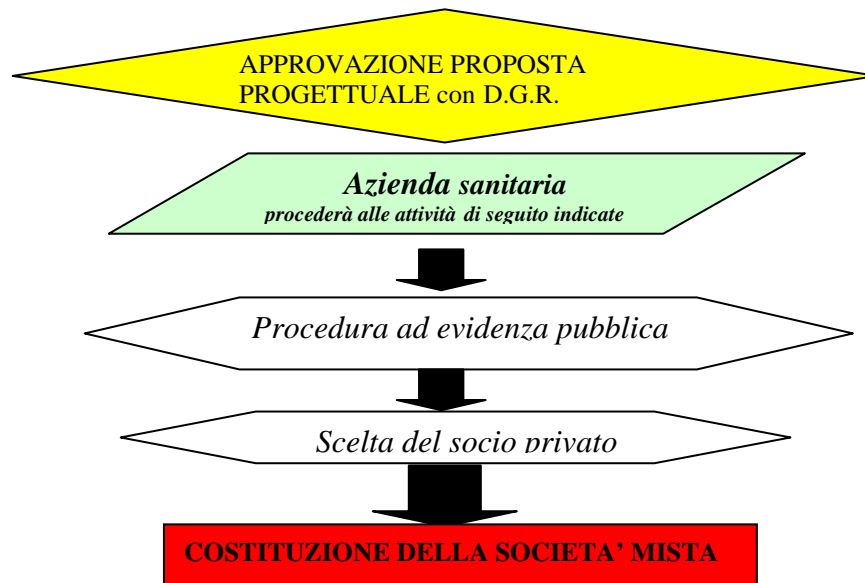 APPROVAZIONE PROPOSTA
PROGETTUALE con D.G.R.
Azienda sanitaria
procederà alle attività di seguito indicate
Procedura ad evidenza pubblica
Scelta del socio privato
COSTITUZIONE DELLA SOCIETA’ MISTA